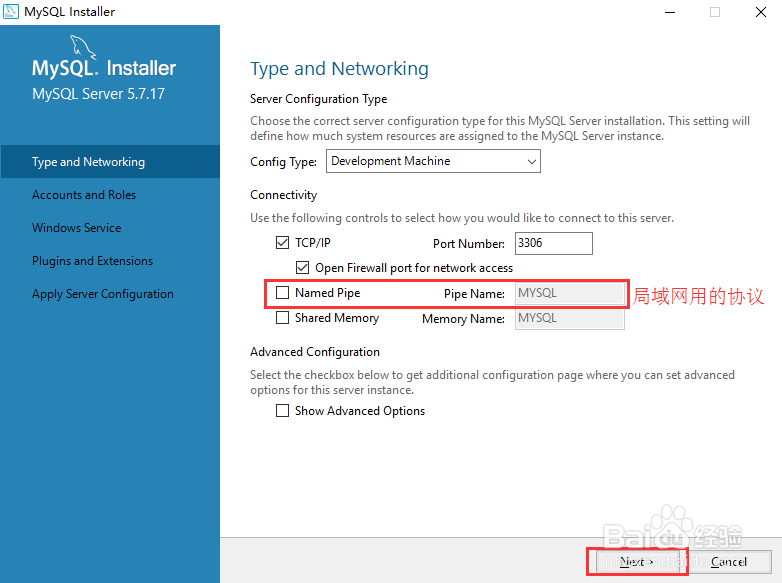 MySQL Installer
MySQL. Installer
MySQL Server 5.7.17
Type and Networking
Accounts and Roles
Windows Service
Plugins and Extensions
Apply Server Configuration
Type and Networking
Server Configuration Type
Choose the correct server configuration type for this MySQL Server installation. This setting will
define how much system resources are assigned to the MySQL Server instance.
Config Type: Development Machine
Connectivity
Use the following controls to select how you would like to connect to this server.
TCP/IP Port Number: 3306
Open Firewall port for network access
Named Pipe Pipe Name: MYSQL 局域网用的协议
Shared Memory Memory Name: MYSQL
Advanced Configuration
Select the checkbox below to get additional configuration page where you can set advanced
options for this server instance.
Show Advanced Options
Baidu 经验
Next > Cancel